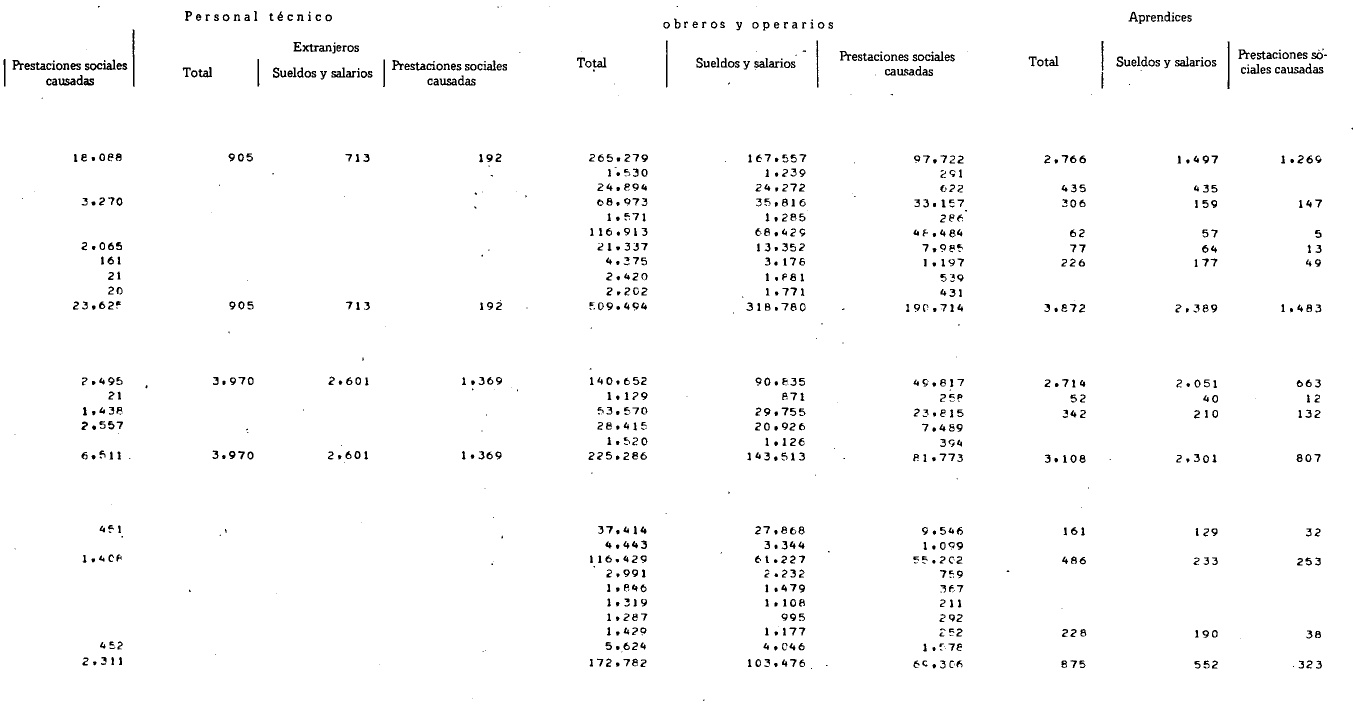 Personal técnico obreros y operarios Aprendices
Extranjeros
Prestaciones sociales causadas Total Sueldos y salarios Prestaciones sociales causadas Total Sueldos y salarios Prestaciones sociales causadas Total Sueldos y salarios Prestaciones so- ciales causadas
18.088 905 713 192 265.279 167.557 97.722 2.766 1.497 1.269
1.530 1.239 291
24.894 24.272 622 435 435
3.270 68.973 35.816 33.157 306 159 147
1.571 1.285 286
116.913 68.429 48.484 62 57 5
2.065 21.337 13.352 7.985 77 64 13
161 4.375 3.178 1.197 226 177 49
21 2.420 1.881 539
20 2.202 1.771 431
23.625 905 713 192 509.494 318.780 190.714 3.872 2.389 1.483
2.495 3.970 2.601 1.369 140.652 90.835 49.817 2.714 2.051 663
21 1.129 871 258 52 40 12
1.438 53.570 29.755 23.815 342 210 132
2.557 28.415 20.926 7.489
1.520 1.126 394
6.511 3.970 2.601 1.369 225.286 143.513 81.773 3.108 2.301 807
451 37.414 27.868 9.546 161 129 32
4.443 3.344 1.099
1.408 116.429 61.227 55.202 486 233 253
2.991 2.232 759
1.846 1.479 367
1.319 1.108 211
1.287 995 292
1.429 1.177 252 228 190 38
452 5.624 4.046 1.578
2.311 172.782 103.476 69.306 875 552 323